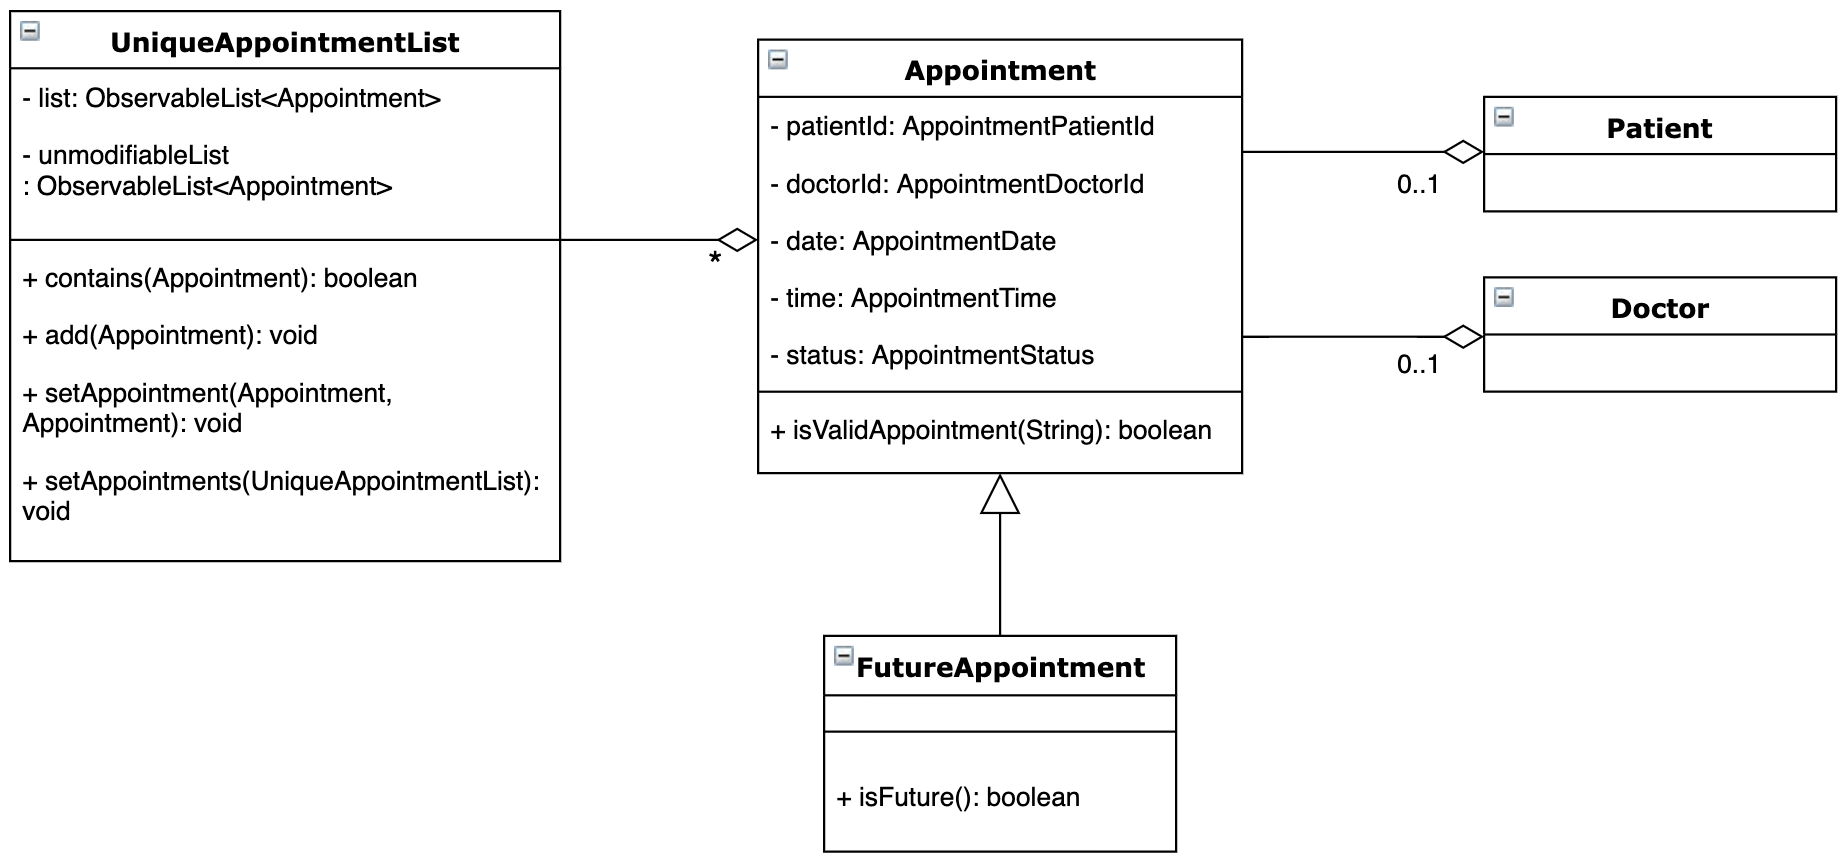 UniqueAppointmentList
- list: ObservableList<Appointment>
- unmodifiableList
: ObservableList<Appointment>
+ contains(Appointment): boolean
+ add(Appointment): void
+ setAppointment(Appointment,
Appointment): void
+ setAppointments(UniqueAppointmentList):
void
*
Appointment
- patientId: AppointmentPatientId
- doctorId: AppointmentDoctorId
- date: AppointmentDate
- time: AppointmentTime
- status: AppointmentStatus
+ isValidAppointment(String): boolean
0..1
Patient
0..1
Doctor
FutureAppointment
+ isFuture(): boolean